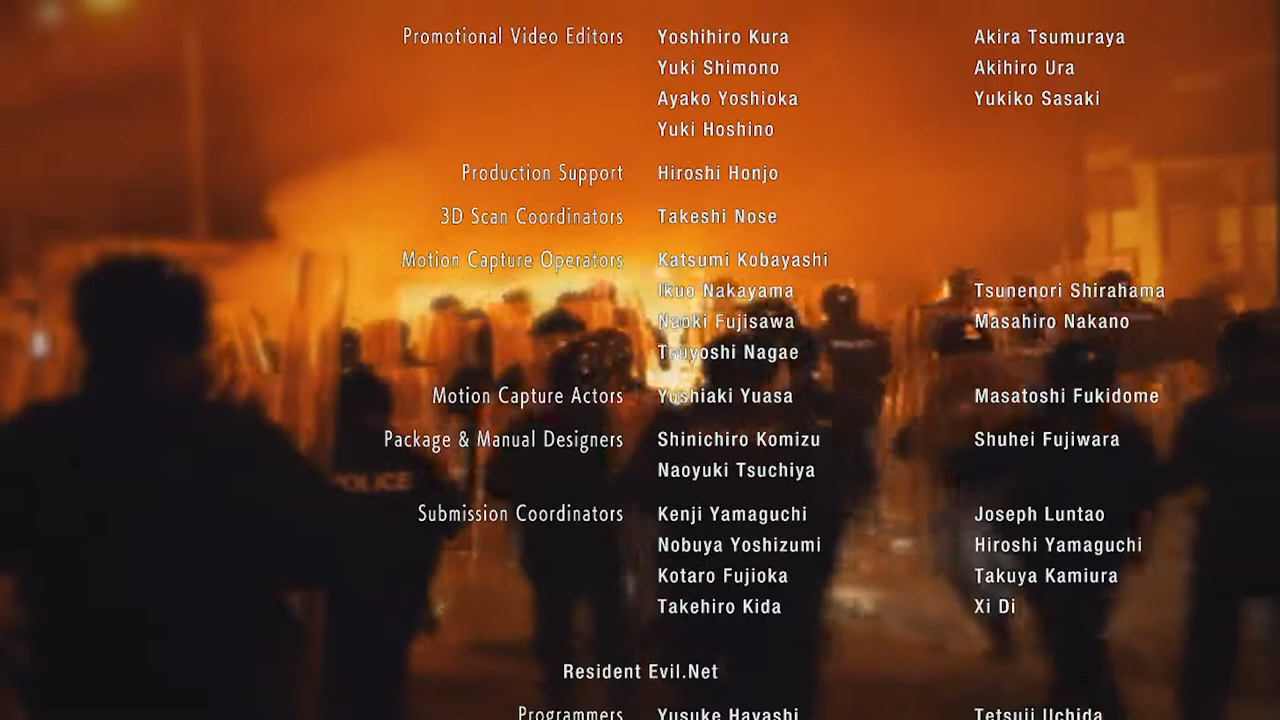 Promotional Video Editors Yoshihiro Kura Akira Tsumuraya
Yuki Shimono Akihiro Ura
Ayako Yoshioka Yukiko Sasaki
Yuki Hoshino
Production Support Hiroshi Honjo
3D Scan Coordinators Takeshi Nose
Motion Capture Operators Katsumi Kobayashi
Ikuo Nakayama Tsunenori Shirahama
Naoki Fujisawa Masahiro Nakano
Tsuyoshi Nagae
Motion Capture Actors Yoshiaki Yuasa Masatoshi Fukidome
Package & Manual Designers Shinichiro Komizu Shuhei Fujiwara
Naoyuki Tsuchiya
POLICE
Submission Coordinators Kenji Yamaguchi Joseph Luntao
Nobuya Yoshizumi Hiroshi Yamaguchi
Kotaro Fujioka Takuya Kamiura
Takehiro Kida Xi Di
Resident Evil.Net
Programmers Yusuke Hayashi Tetsuji Uchida